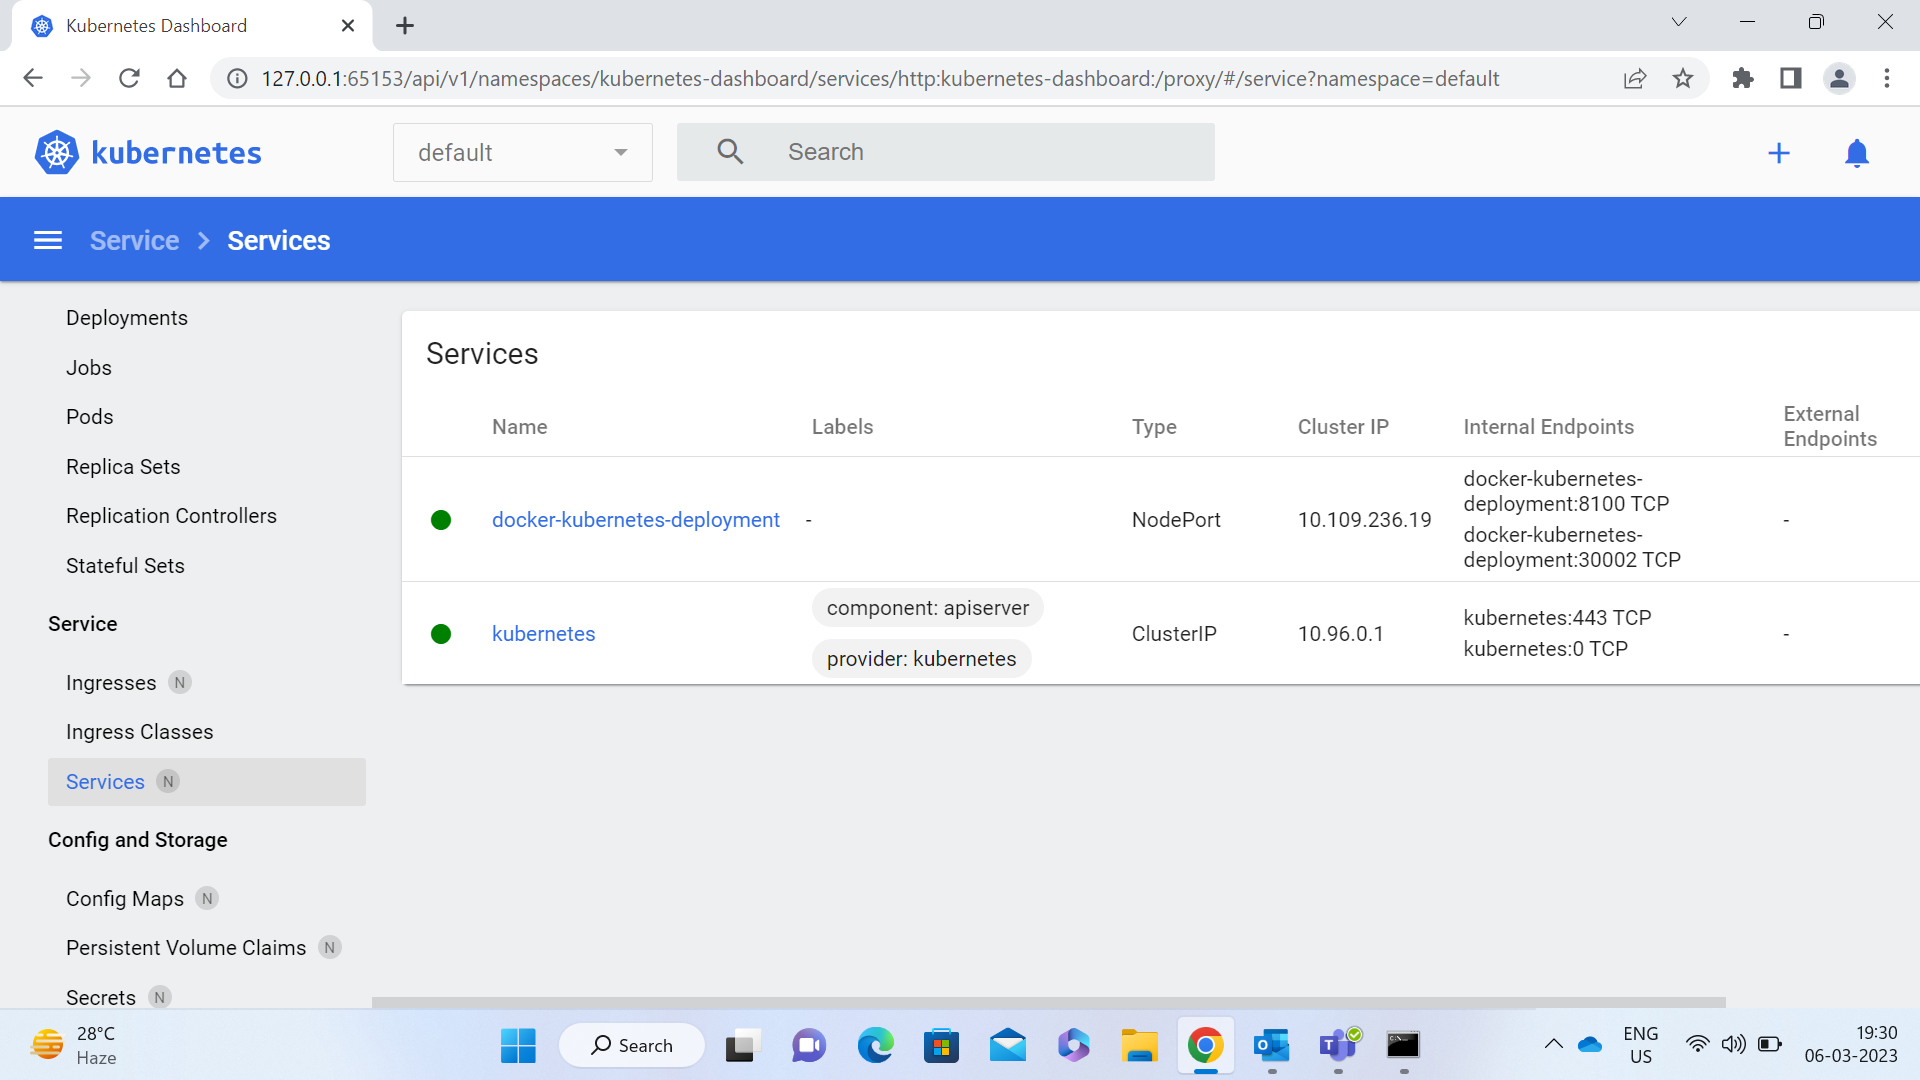 Kubernetes Dashboard
127.0.0.1:65153/api/v1/namespaces/kubernetes-dashboard/services/http:kubernetes-dashboard:/proxy/#/service?namespace=default
kubernetes
default
Search
Service
Services
Deployments
Jobs
Pods
Replica Sets
Replication Controllers
Stateful Sets
Service
Ingresses N
Ingress Classes
Services N
Config and Storage
Config Maps N
Persistent Volume Claims N
Secrets N
Services
Name Labels Type Cluster IP Internal Endpoints External Endpoints
docker-kubernetes-deployment - NodePort 10.109.236.19 docker-kubernetes-
deployment:8100 TCP
docker-kubernetes-
deployment:30002 TCP
-
kubernetes
component: apiserver
provider: kubernetes
ClusterIP
10.96.0.1
kubernetes:443 TCP
kubernetes:0 TCP
-
28°C
Haze
Search
ENG
US
19:30
06-03-2023